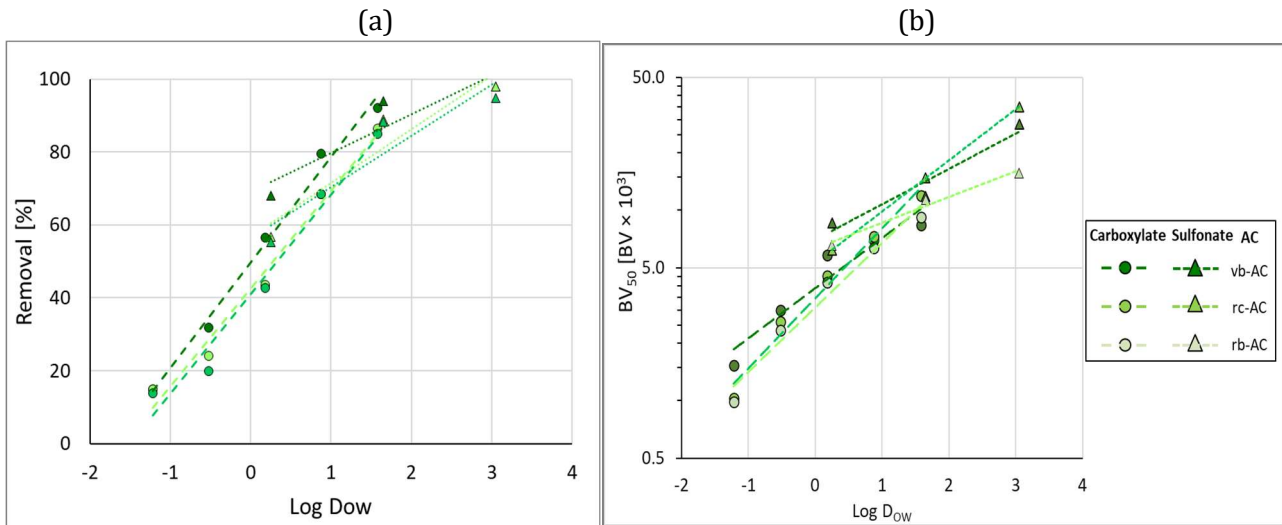 (a)
(b)
Removal [%]
100
80
60
40
20
0
-2 -1 0 1 2 3 4
Log Dow
BV₅₀ [BV × 10³]
50.0
5.0
0.5
-2 -1 0 1 2 3 4
Log D_OW
Carboxylate Sulfonate AC
vb-AC
rc-AC
rb-AC